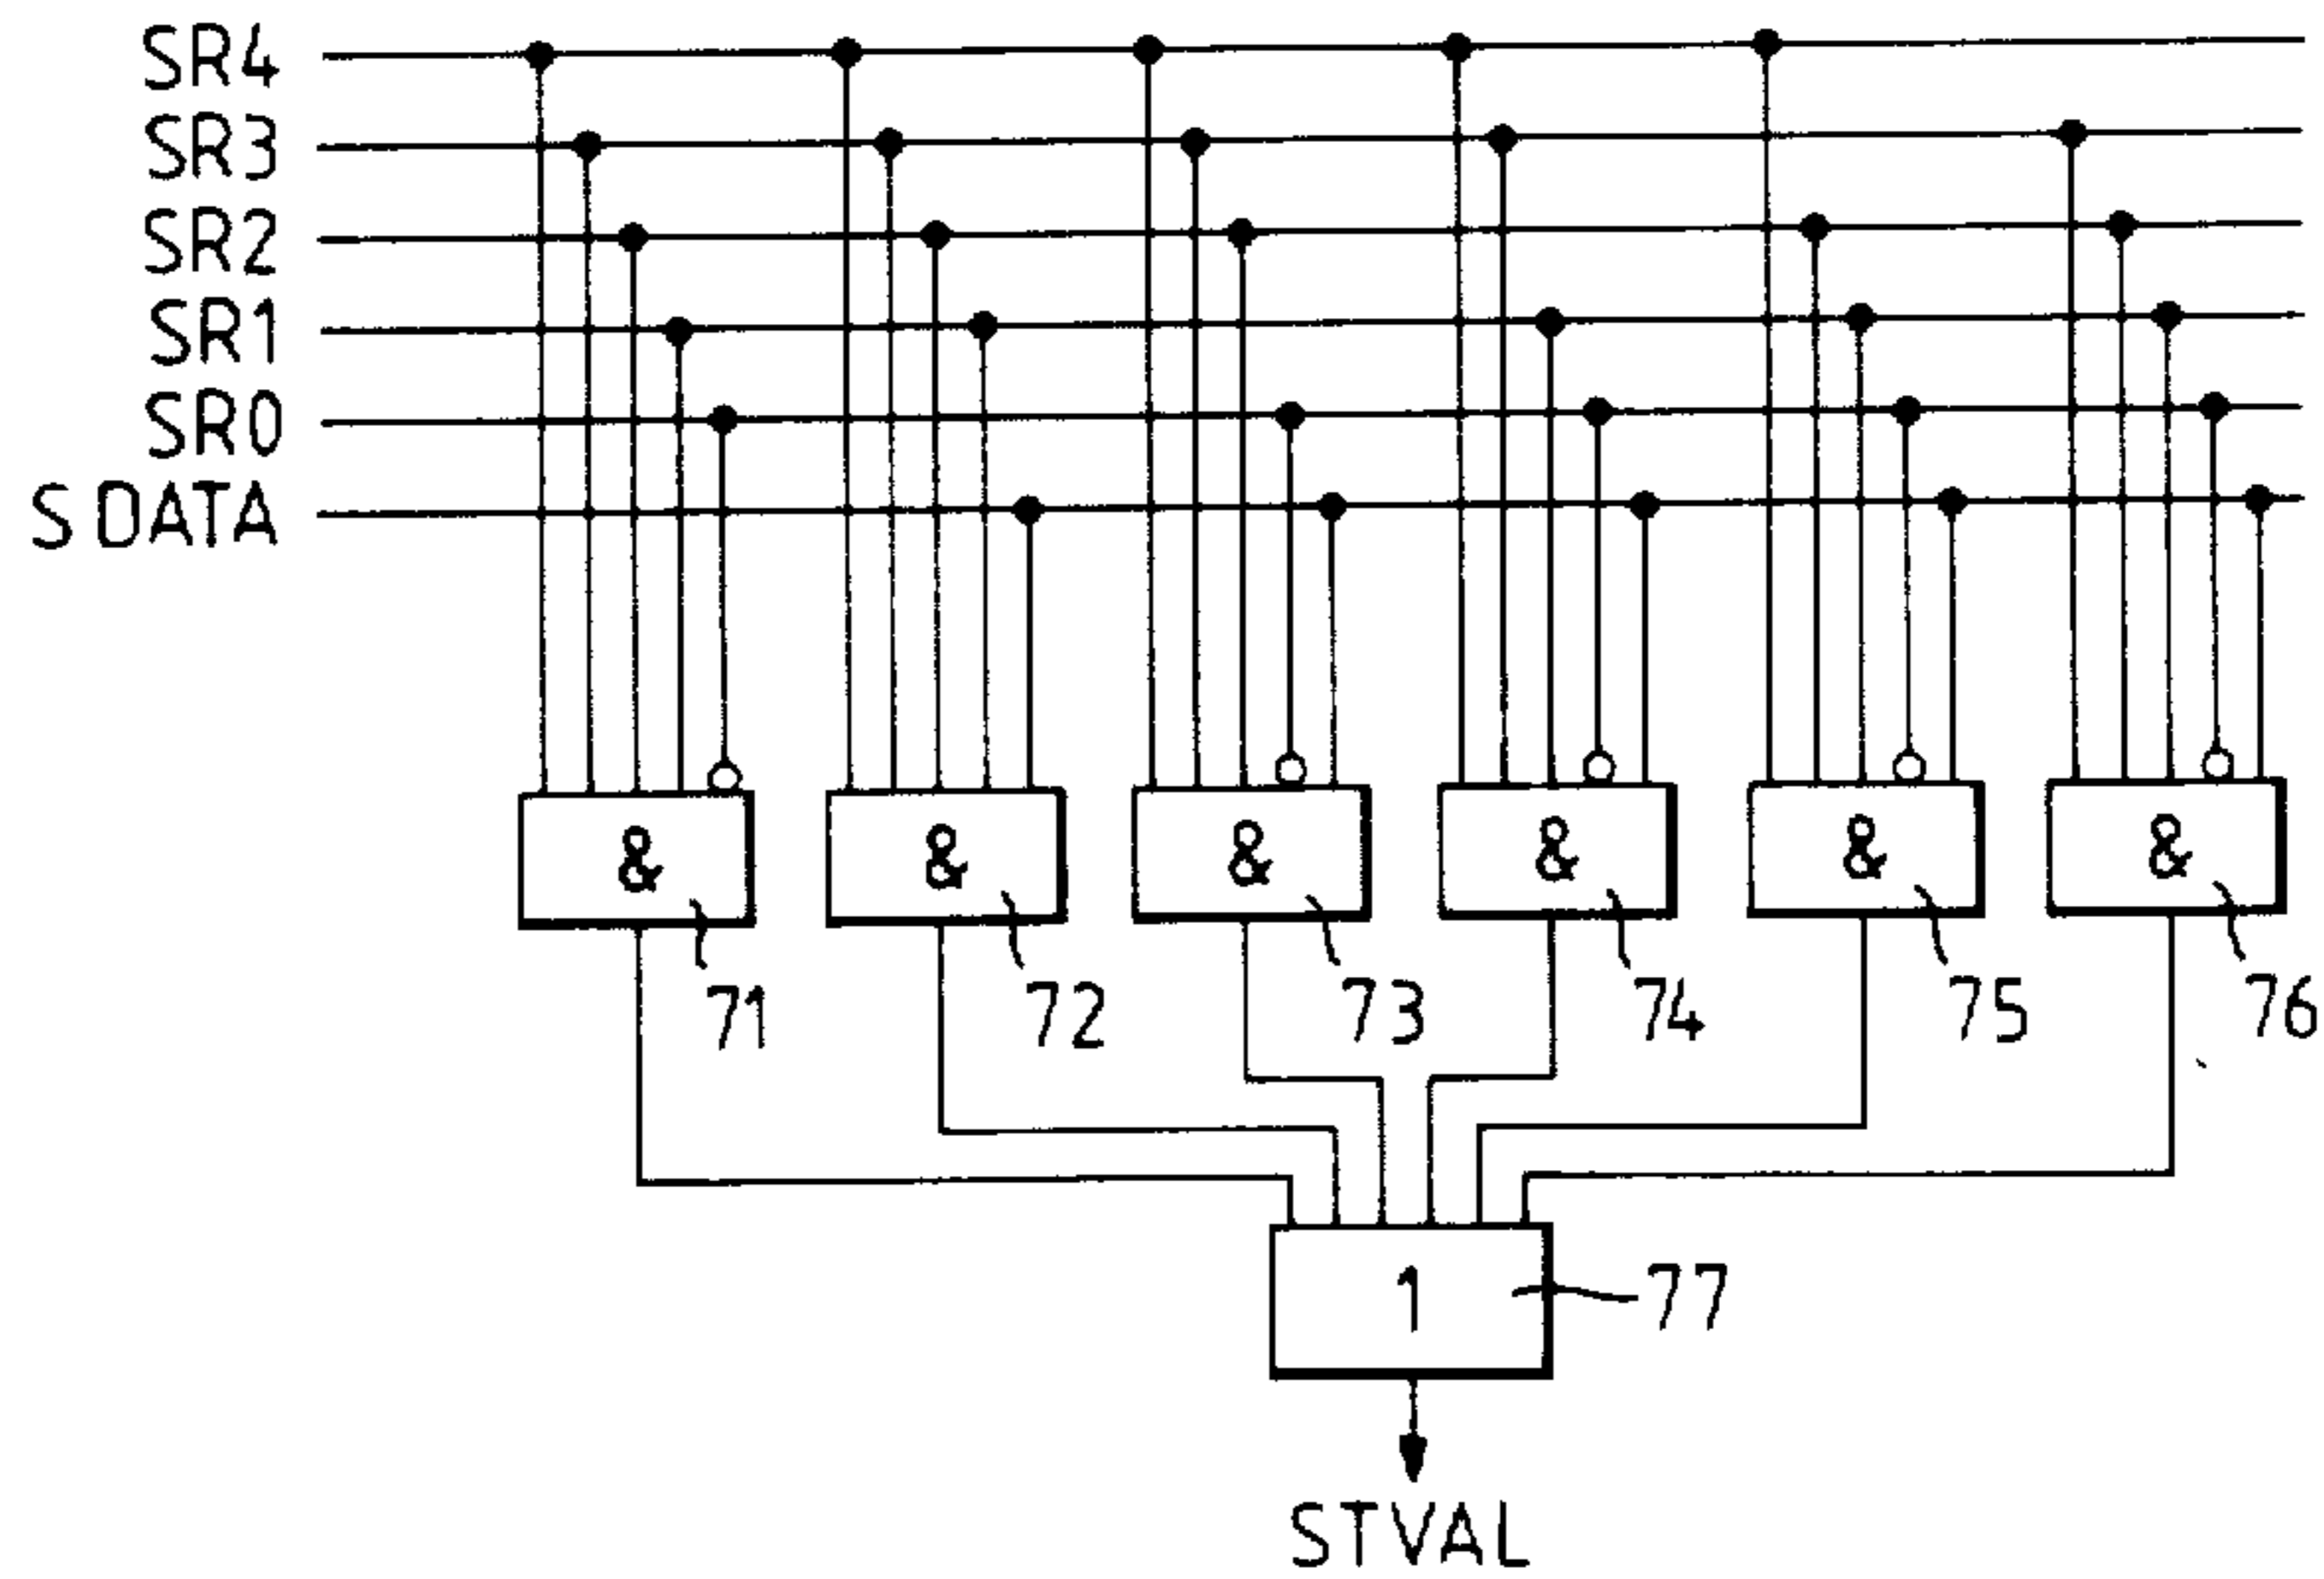 SR4
SR3
SR2
SR1
SR0
S DATA
& & & & & &
71 72 73 74 75 76
1
77
STVAL